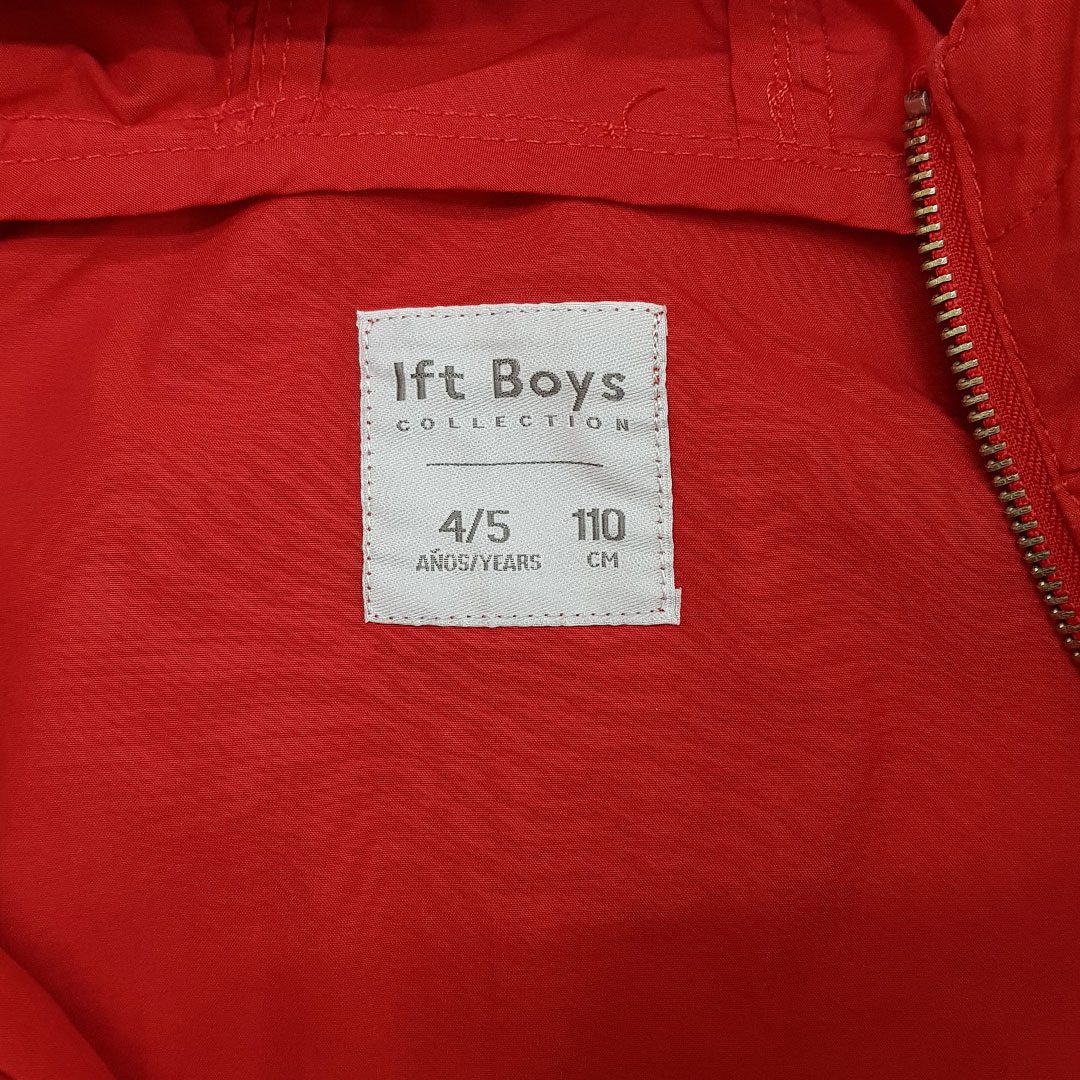 lft Boys
COLLECTION
4/5 110
AÑOS/YEARS CM